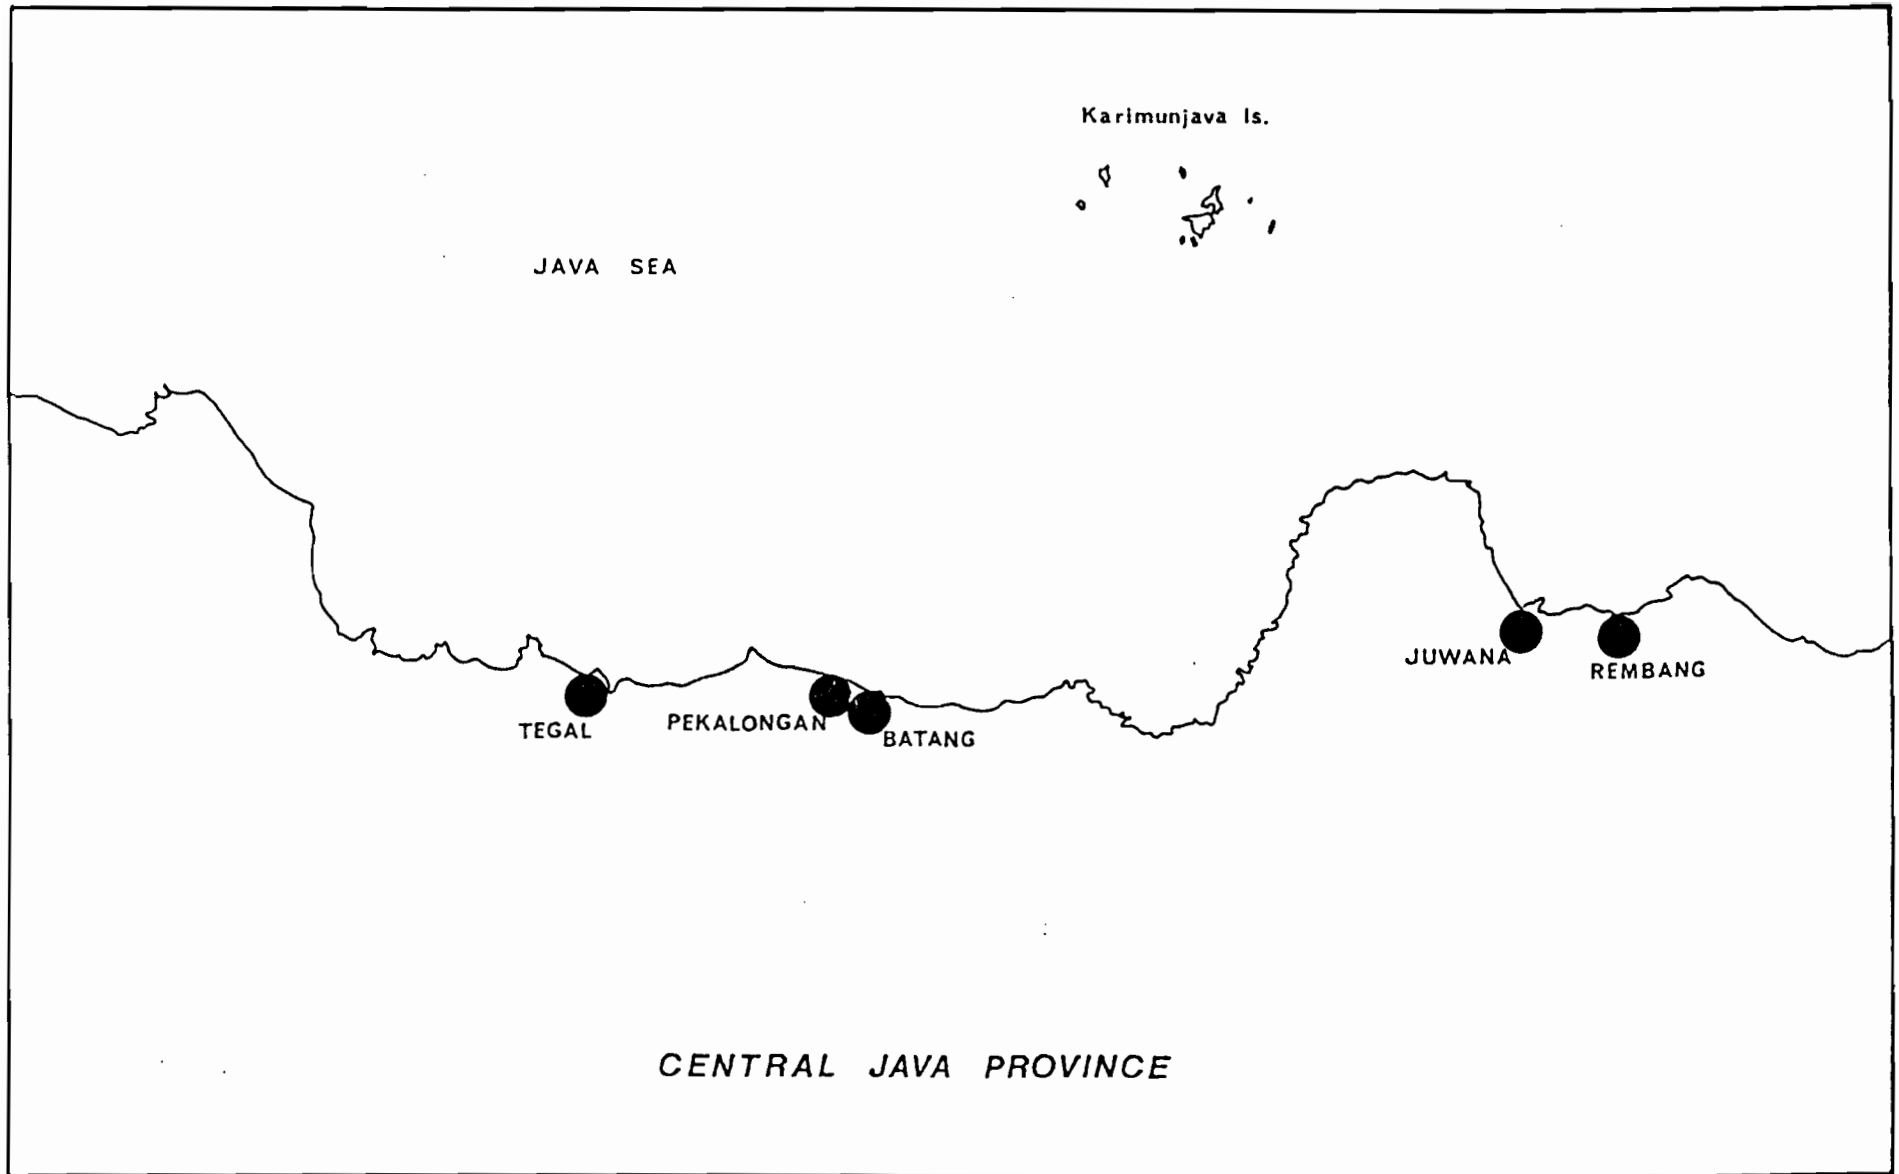 Karimunjava Is.
JAVA SEA
JUWANA
REMBANG
TEGAL
PEKALONGAN
BATANG
CENTRAL JAVA PROVINCE